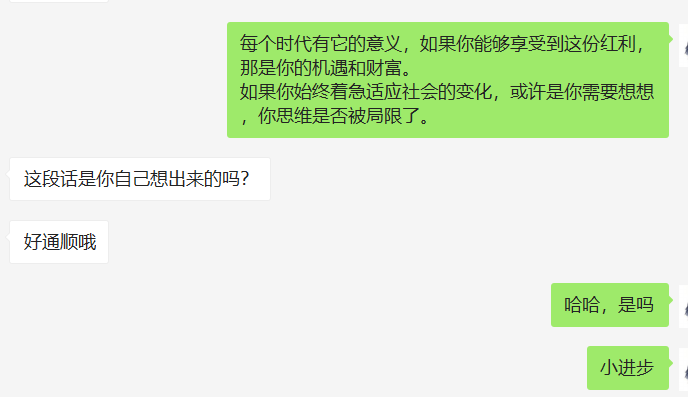 每个时代有它的意义，如果你能够享受到这份红利，
那是你的机遇和财富。
如果你始终着急适应社会的变化，或许是你需要想想
，你思维是否被局限了。
这段话是你自己想出来的吗？
好通顺哦
哈哈，是吗
小进步